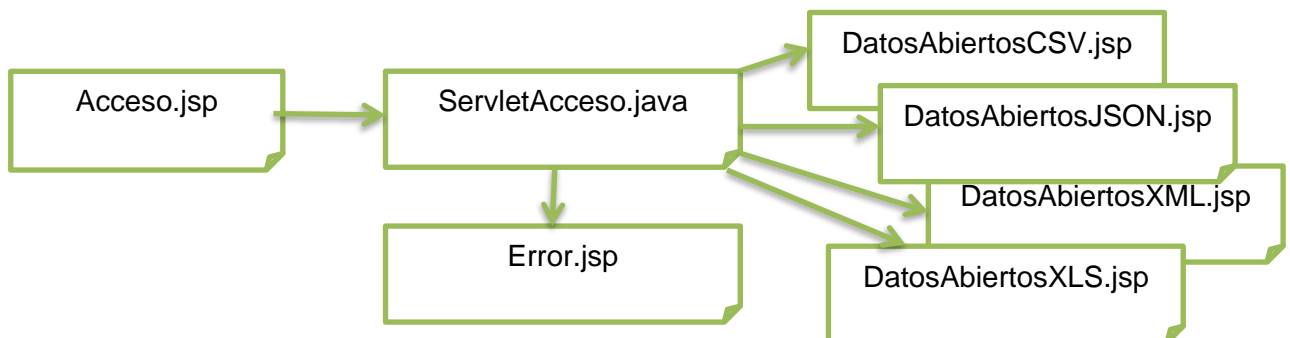 DatosAbiertosCSV.jsp
Acceso.jsp
ServletAcceso.java
DatosAbiertosJSON.jsp
DatosAbiertosXML.jsp
Error.jsp
DatosAbiertosXLS.jsp